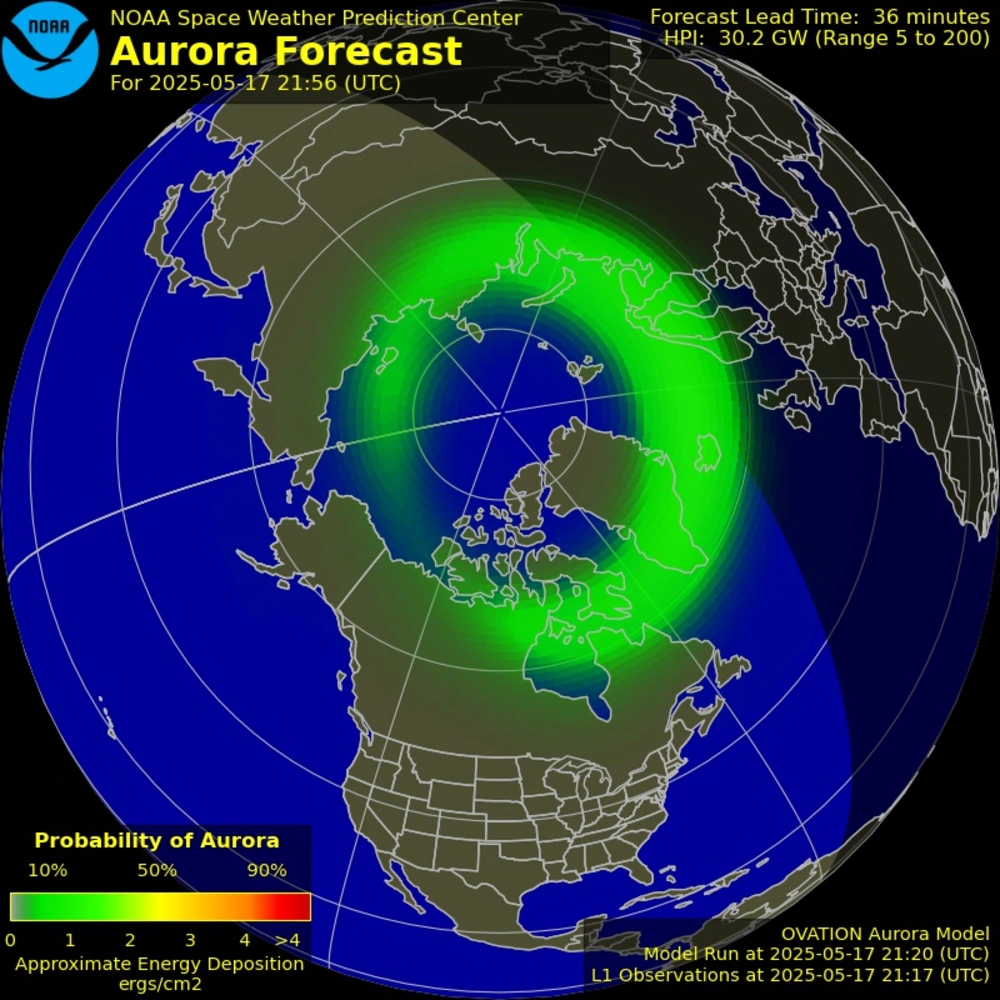 NOAA
NOAA Space Weather Prediction Center
Aurora Forecast
For 2025-05-17 21:56 (UTC)
Forecast Lead Time: 36 minutes
HPI: 30.2 GW (Range 5 to 200)
Probability of Aurora
10% 50% 90%
0 1 2 3 4 >4
Approximate Energy Deposition
ergs/cm2
OVATION Aurora Model
Model Run at 2025-05-17 21:20 (UTC)
L1 Observations at 2025-05-17 21:17 (UTC)